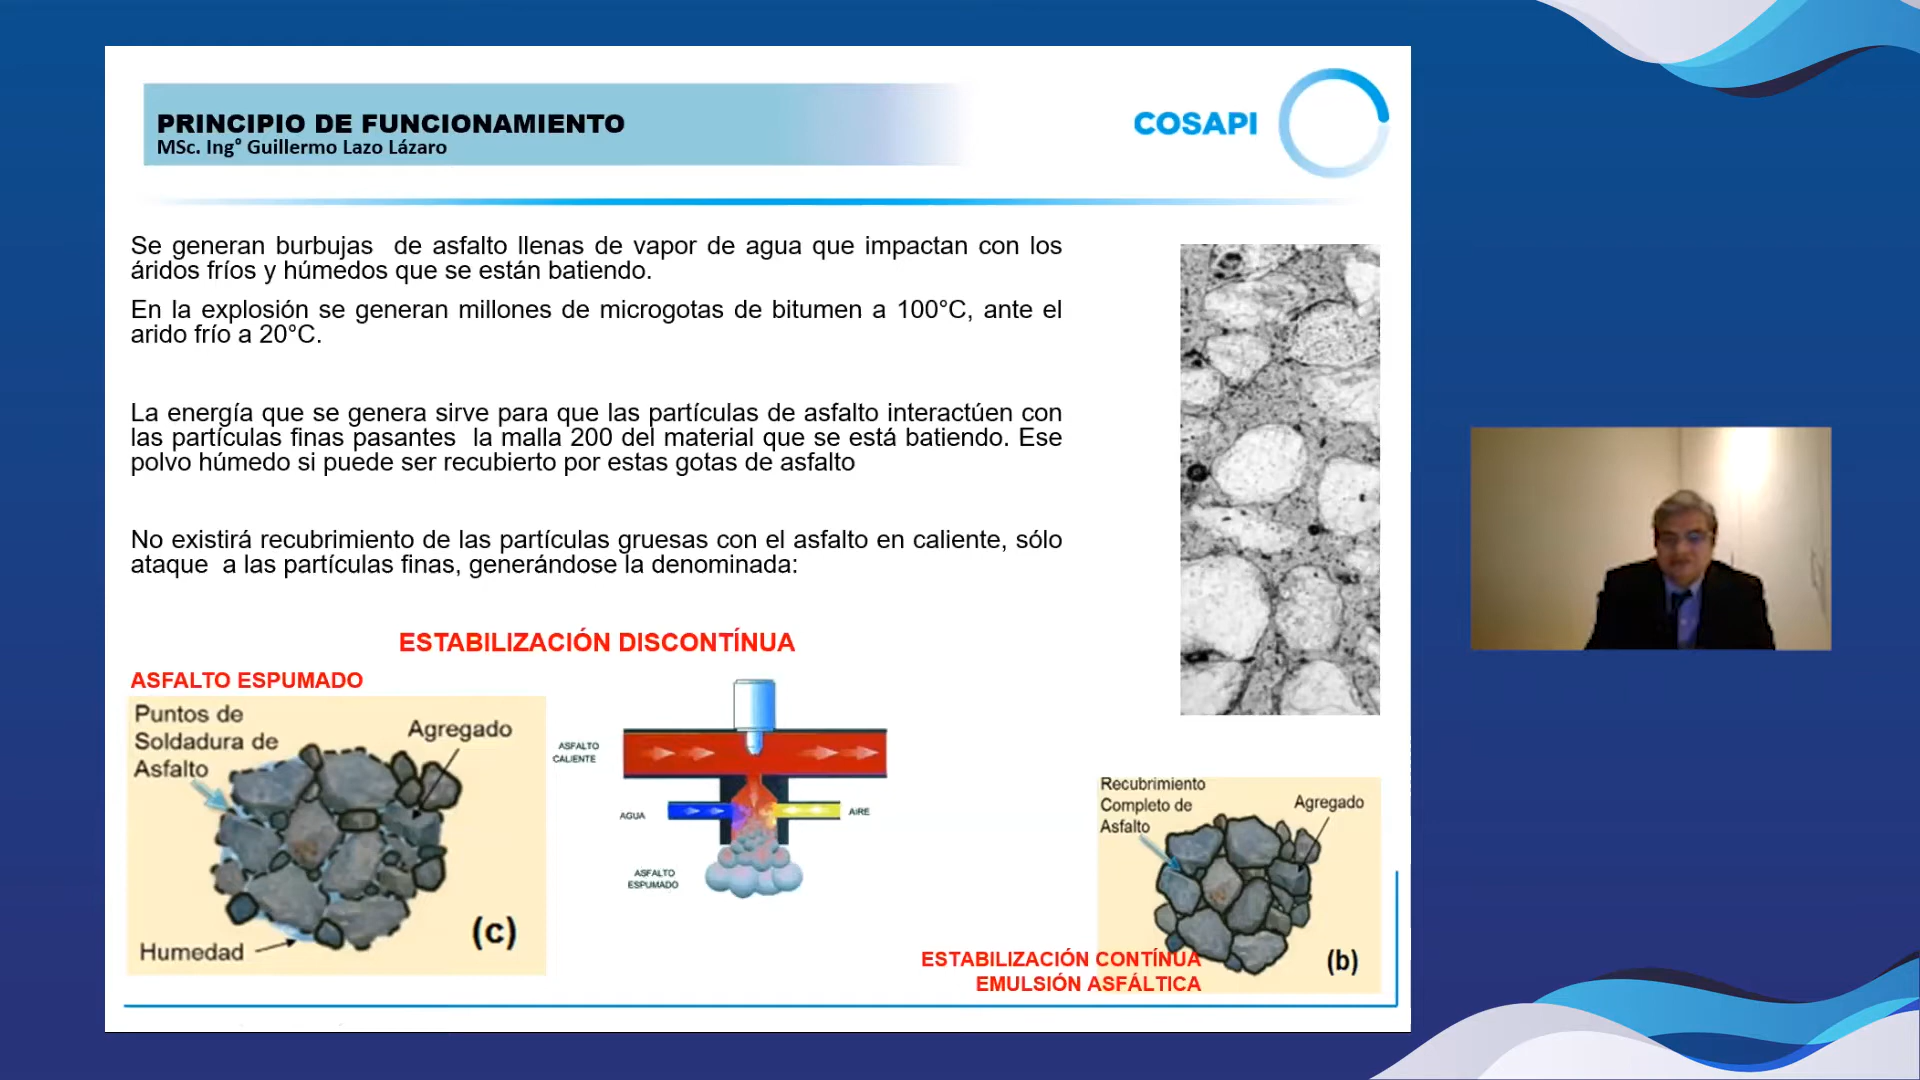 PRINCIPIO DE FUNCIONAMIENTO
MSc. Ing° Guillermo Lazo Lázaro
COSAPI
Se generan burbujas de asfalto llenas de vapor de agua que impactan con los
áridos fríos y húmedos que se están batiendo.
En la explosión se generan millones de microgotas de bitumen a 100°C, ante el
arido frío a 20°C.
La energía que se genera sirve para que las partículas de asfalto interactúen con
las partículas finas pasantes la malla 200 del material que se está batiendo. Ese
polvo húmedo si puede ser recubierto por estas gotas de asfalto
No existirá recubrimiento de las partículas gruesas con el asfalto en caliente, sólo
ataque a las partículas finas, generándose la denominada:
ESTABILIZACIÓN DISCONTÍNUA
ASFALTO ESPUMADO
Puntos de
Soldadura de
Asfalto
Agregado
Humedad
(c)
ASFALTO
CALIENTE
AGUA
AIRE
ASFALTO
ESPUMADO
Recubrimiento
Completo de
Asfalto
Agregado
(b)
ESTABILIZACIÓN CONTÍNUA
EMULSIÓN ASFÁLTICA